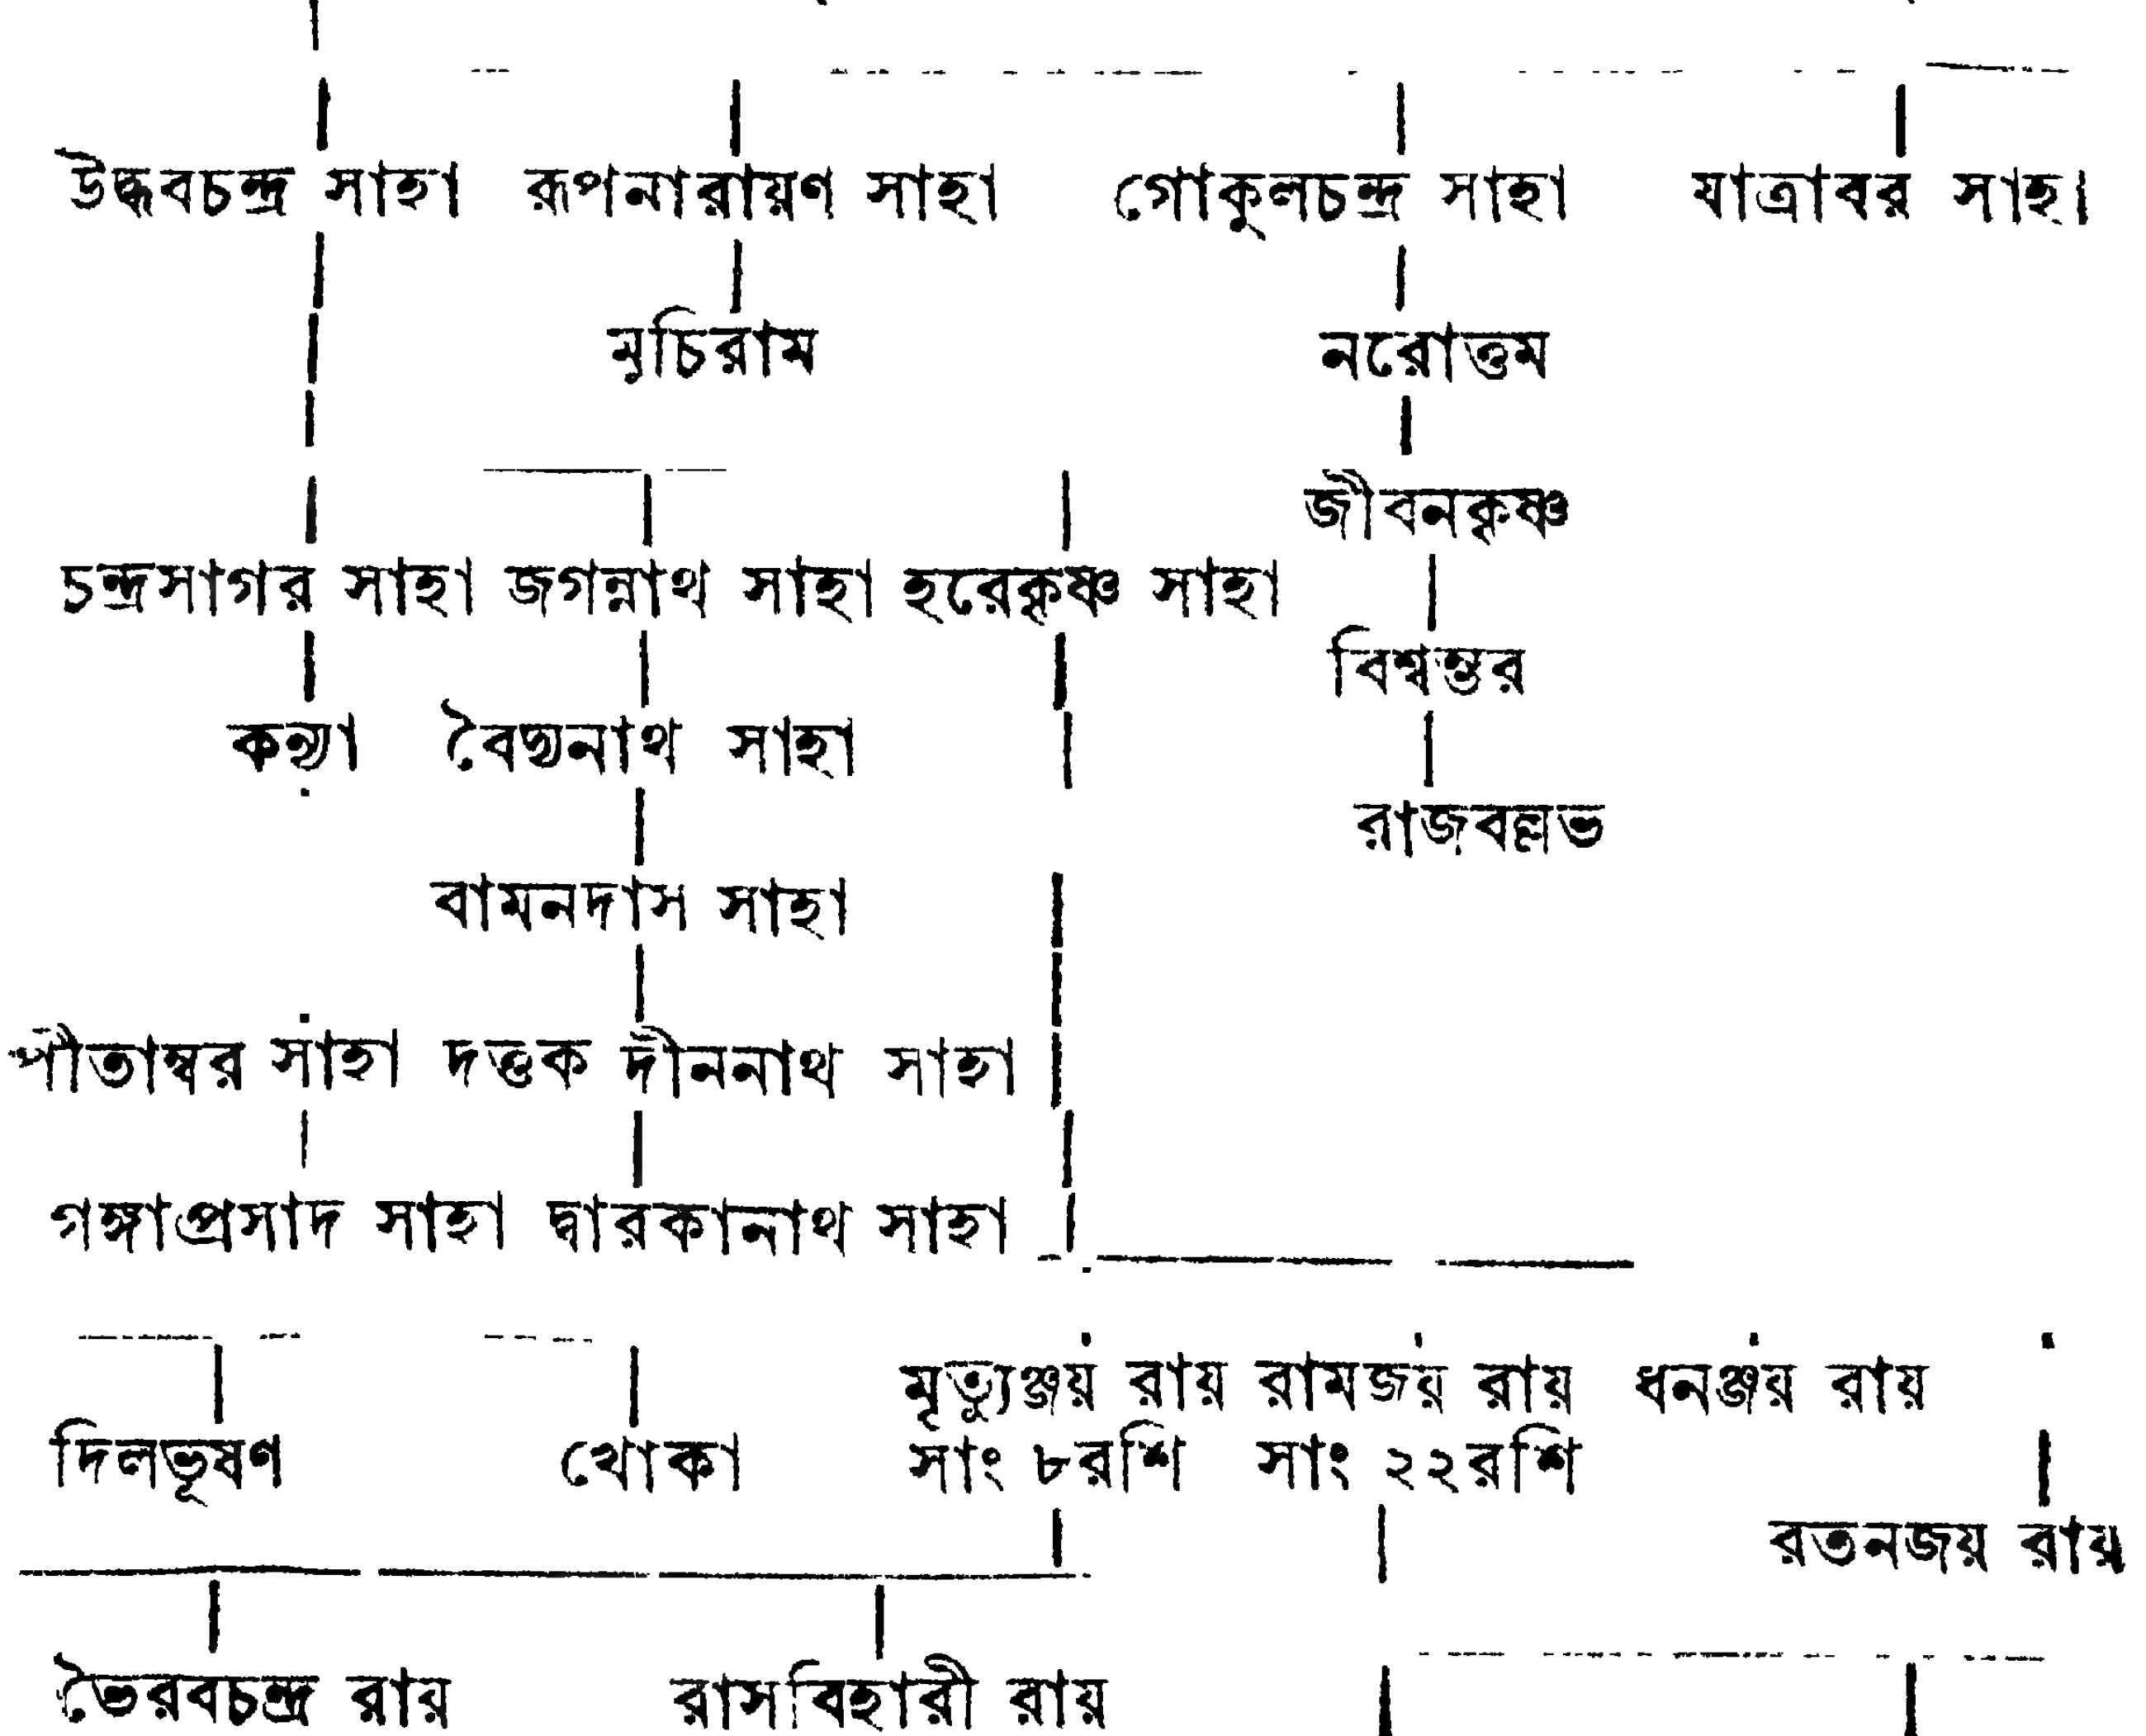 উদ্ধবচন্দ্র সাহা রূপনারায়ণ সাহা গোকুলচন্দ্র সাহা যাত্রাবর সাহা
মুচিরাম নরোত্তম
জীবনকৃষ্ণ
চন্দ্রসাগর সাহা জগন্নাথ সাহা হরেকৃষ্ণ সাহা
বিশ্বম্ভর
কন্যা বৈদ্যনাথ সাহা
রাজবল্লভ
বামনদাস সাহা
পীতাম্বর সাহা দত্তক দীননাথ সাহা
গঙ্গাপ্রসাদ সাহা দ্বারকানাথ সাহা
মৃত্যুঞ্জয় রায় রামজয় রায় ধনঞ্জয় রায়
দিলভূষণ খোকা সাং ৮রশি সাং ২২রশি
রতনজয় রায়
ভৈরবচন্দ্র রায় রাসবিহারী রায়